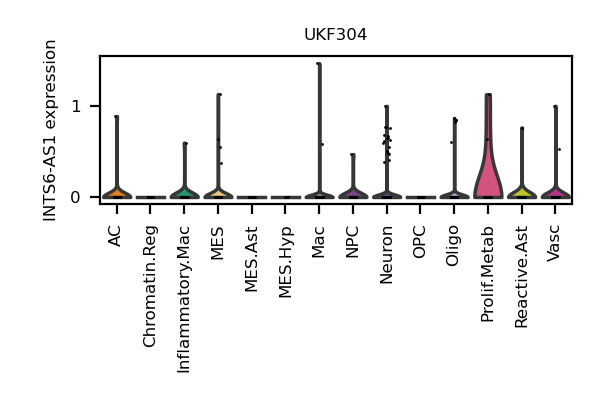 UKF304
INTS6-AS1 expression
1
0
AC
Chromatin.Reg
Inflammatory.Mac
MES
MES.Ast
MES.Hyp
Mac
NPC
Neuron
OPC
Oligo
Prolif.Metab
Reactive.Ast
Vasc